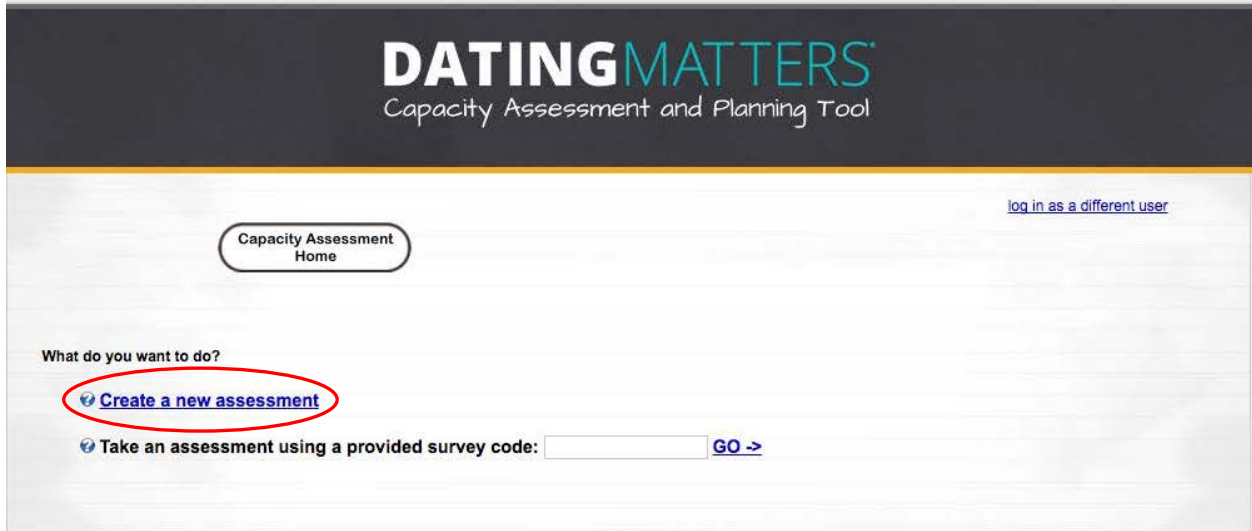 DATINGMATTERS®
Capacity Assessment and Planning Tool
log in as a different user
Capacity Assessment
Home
What do you want to do?
Create a new assessment
Take an assessment using a provided survey code:
GO ->